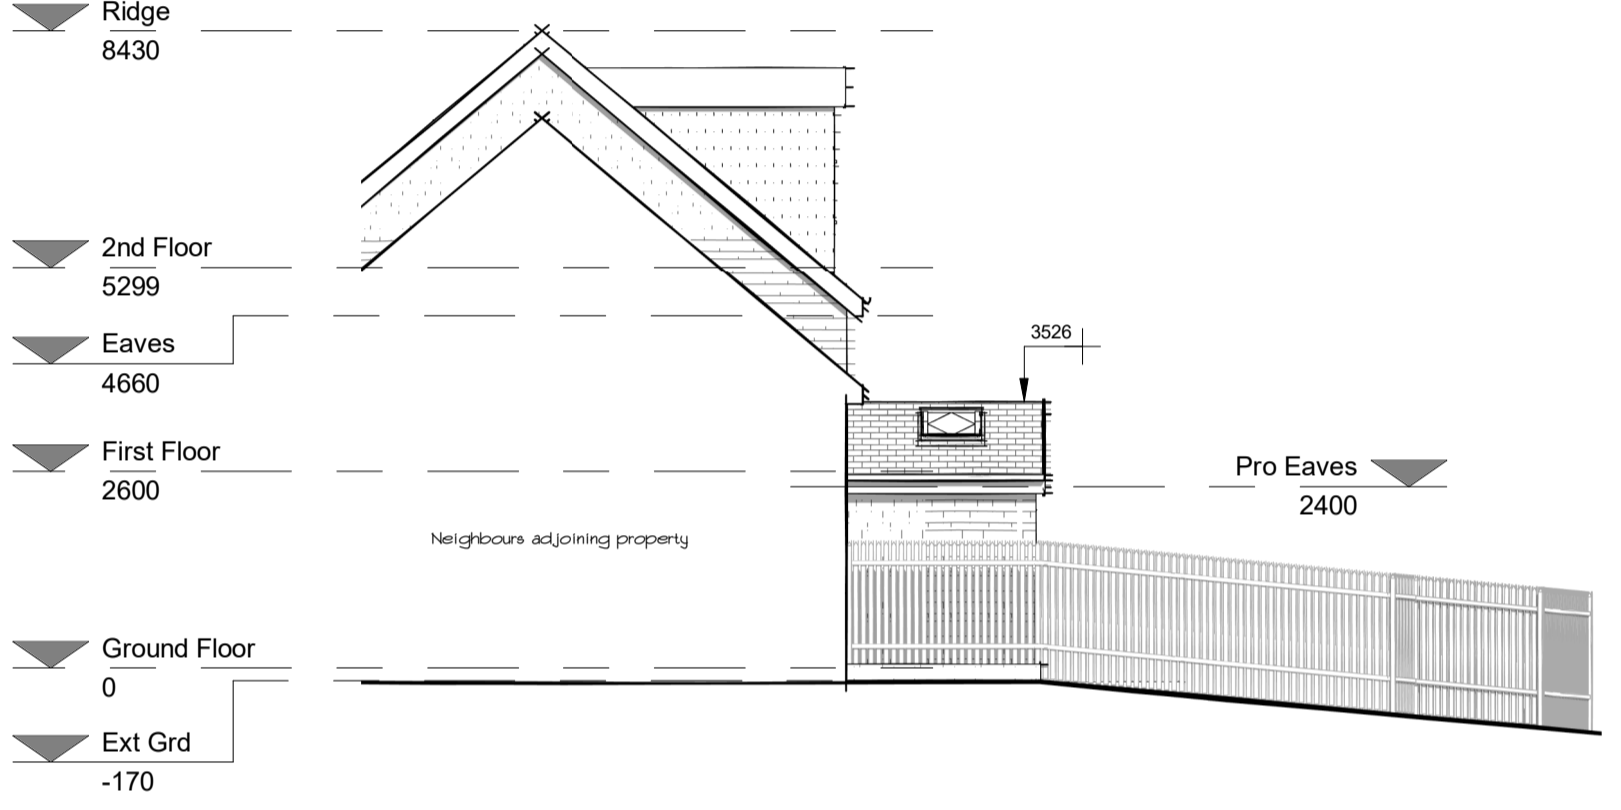 Ridge
8430
2nd Floor
5299
Eaves
4660
3526
First Floor
2600
Pro Eaves
2400
Neighbours adjoining property
Ground Floor
0
Ext Grd
-170